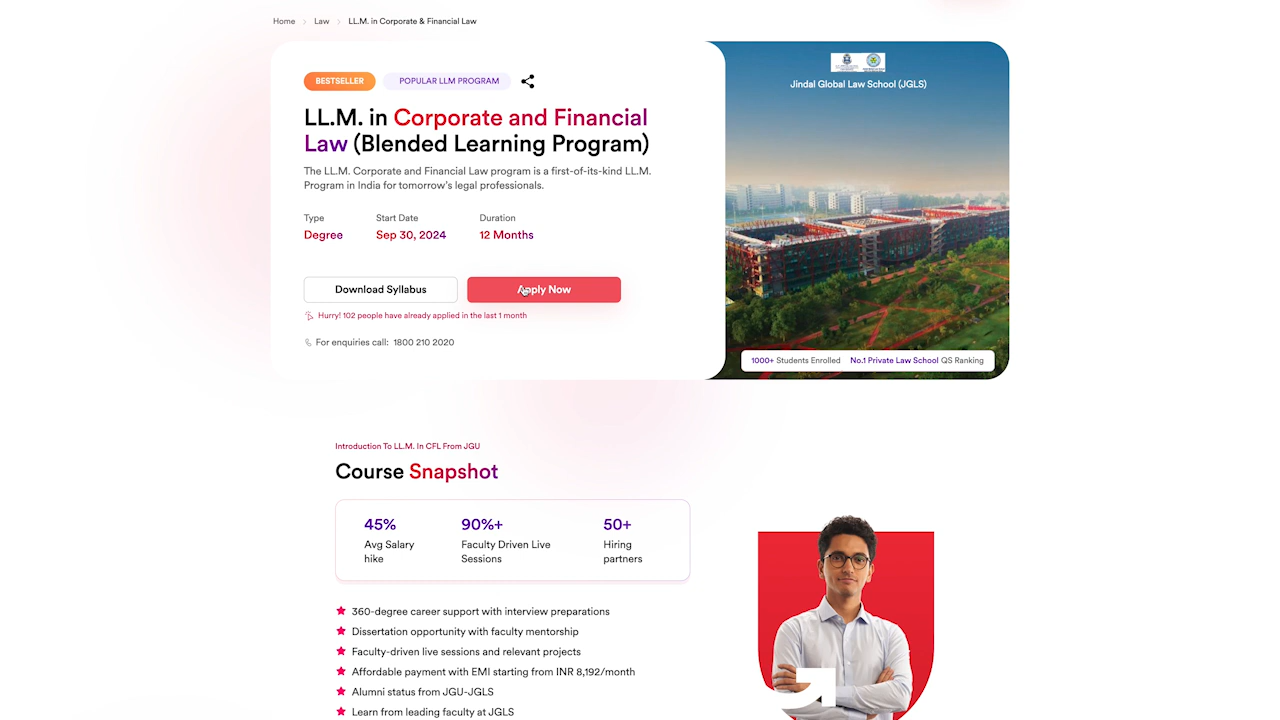 Home > Law > LL.M. in Corporate & Financial Law
BESTSELLER
POPULAR LLM PROGRAM
LL.M. in Corporate and Financial
Law (Blended Learning Program)
The LL.M. Corporate and Financial Law program is a first-of-its-kind LL.M.
Program in India for tomorrow's legal professionals.
Type
Start Date
Duration
Degree
Sep 30, 2024
12 Months
Download Syllabus
Apply Now
Hurry! 102 people have already applied in the last 1 month
For enquiries call: 1800 210 2020
Jindal Global Law School (JGLS)
1000+ Students Enrolled
No.1 Private Law School QS Ranking
Introduction To LL.M. In CFL From JGU
Course Snapshot
45%
Avg Salary
hike
90%+
Faculty Driven Live
Sessions
50+
Hiring
partners
360-degree career support with interview preparations
Dissertation opportunity with faculty mentorship
Faculty-driven live sessions and relevant projects
Affordable payment with EMI starting from INR 8,192/month
Alumni status from JGU-JGLS
Learn from leading faculty at JGLS